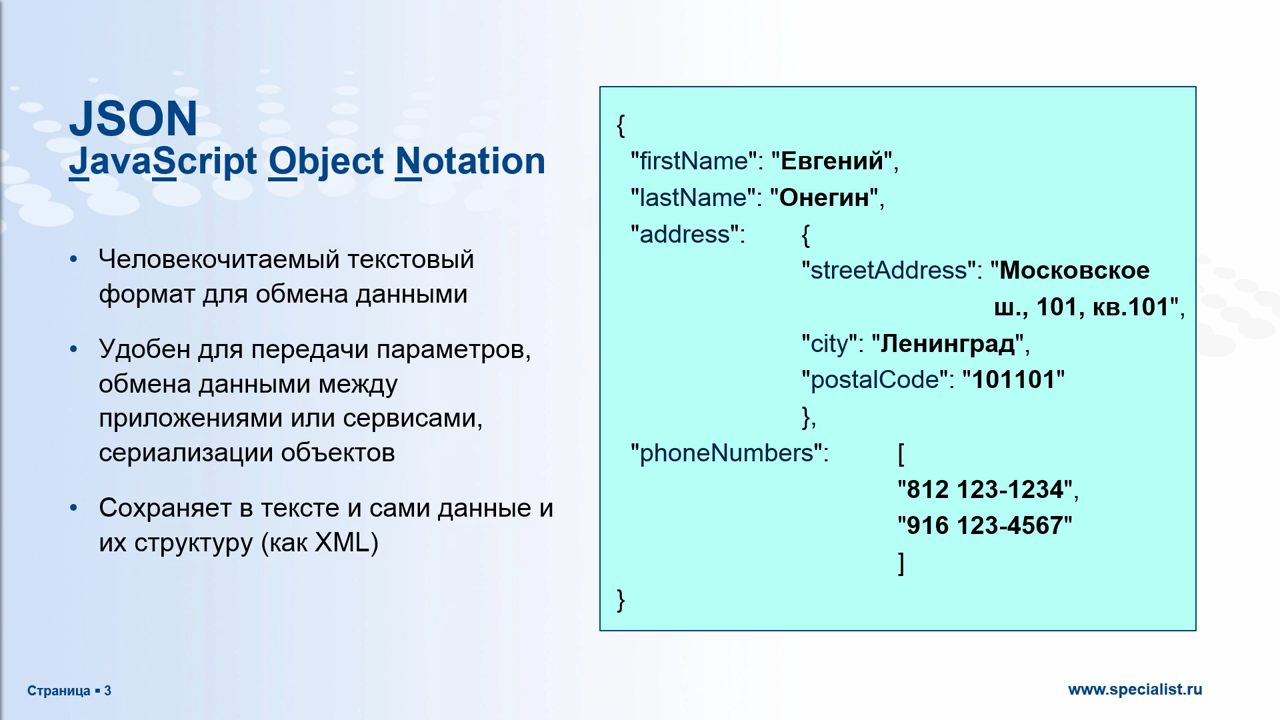 JSON
JavaScript Object Notation
• Человекочитаемый текстовый
формат для обмена данными
• Удобен для передачи параметров,
обмена данными между
приложениями или сервисами,
сериализации объектов
• Сохраняет в тексте и сами данные и
их структуру (как XML)
{
"firstName": "Евгений",
"lastName": "Онегин",
"address": {
"streetAddress": "Московское
ш., 101, кв.101",
"city": "Ленинград",
"postalCode": "101101"
},
"phoneNumbers": [
"812 123-1234",
"916 123-4567"
]
}
Страница ▪ 3
www.specialist.ru